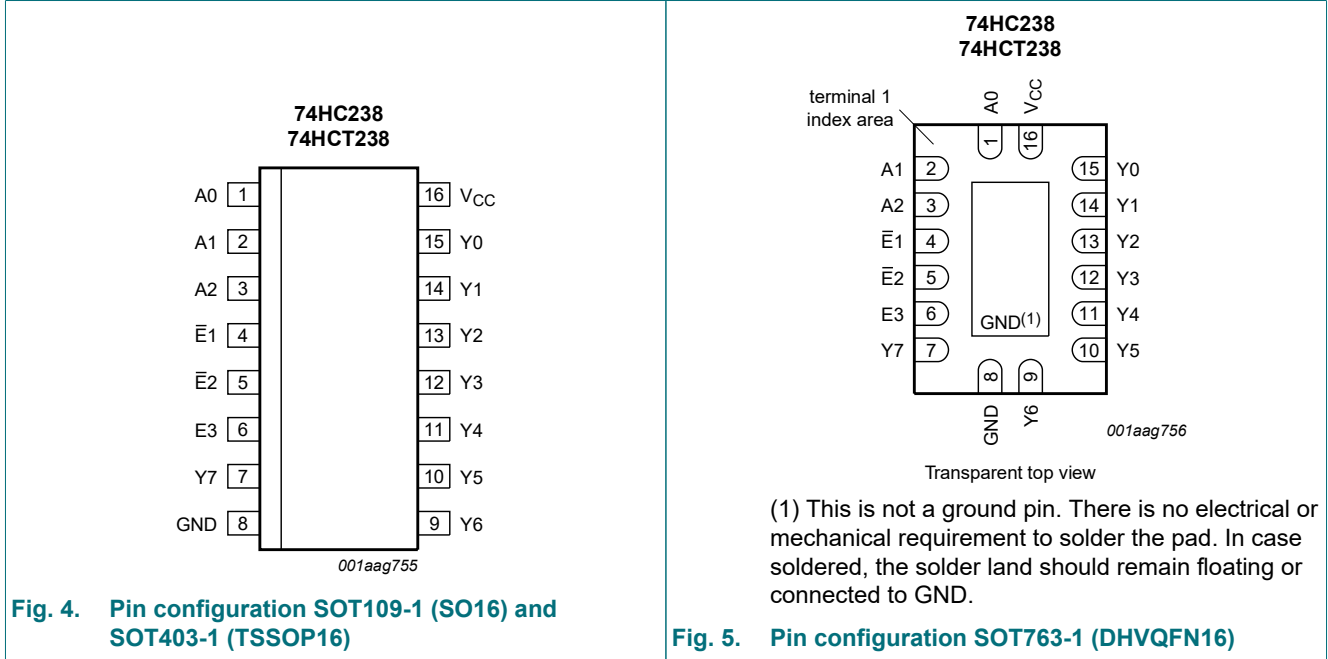 74HC238
74HCT238
A0 1
A1 2
A2 3
E̅1 4
E̅2 5
E3 6
Y7 7
GND 8
16 VCC
15 Y0
14 Y1
13 Y2
12 Y3
11 Y4
10 Y5
9 Y6
001aag755
Fig. 4. Pin configuration SOT109-1 (SO16) and
SOT403-1 (TSSOP16)
74HC238
74HCT238
terminal 1
index area
A0
VCC
1
16
A1 2
A2 3
E̅1 4
E̅2 5
E3 6
Y7 7
15 Y0
14 Y1
13 Y2
12 Y3
11 Y4
10 Y5
GND(1)
8
9
GND
Y6
001aag756
Transparent top view
(1) This is not a ground pin. There is no electrical or
mechanical requirement to solder the pad. In case
soldered, the solder land should remain floating or
connected to GND.
Fig. 5. Pin configuration SOT763-1 (DHVQFN16)